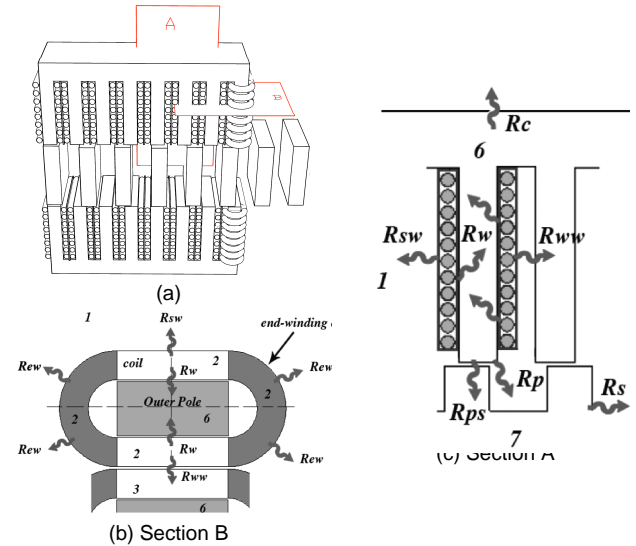 A
B
(a)
1
Rsw
end-winding
coil
2
Rew
Rw
Rew
2
Outer Pole
6
2
Rew
Rw
Rew
2
Rww
3
6
(b) Section B
Rc
6
Rsw
Rw
Rww
1
Rp
Rps
Rs
7
(c) Section A